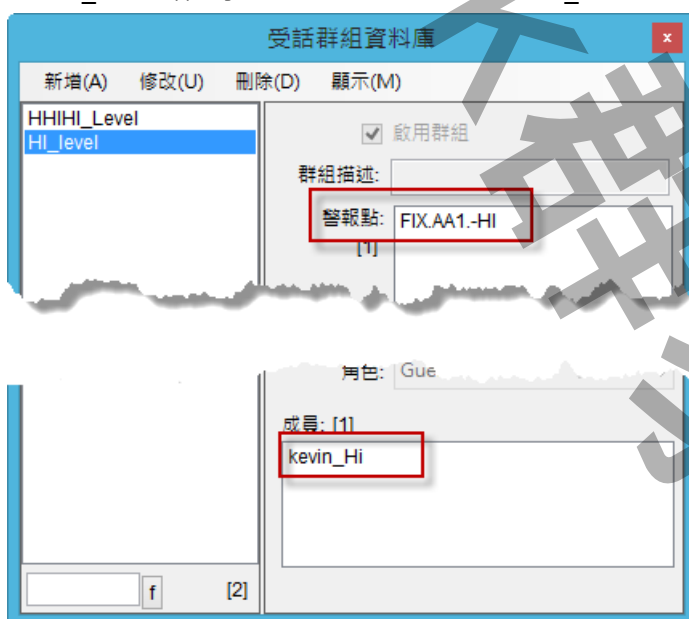 受話群組資料庫
x
新增(A) 修改(U) 刪除(D) 顯示(M)
HHIHI_Level
HI_level
啟用群組
群組描述:
警報點: FIX.AA1.-HI
[1]
角色: Gue
成員: [1]
kevin_Hi
f [2]